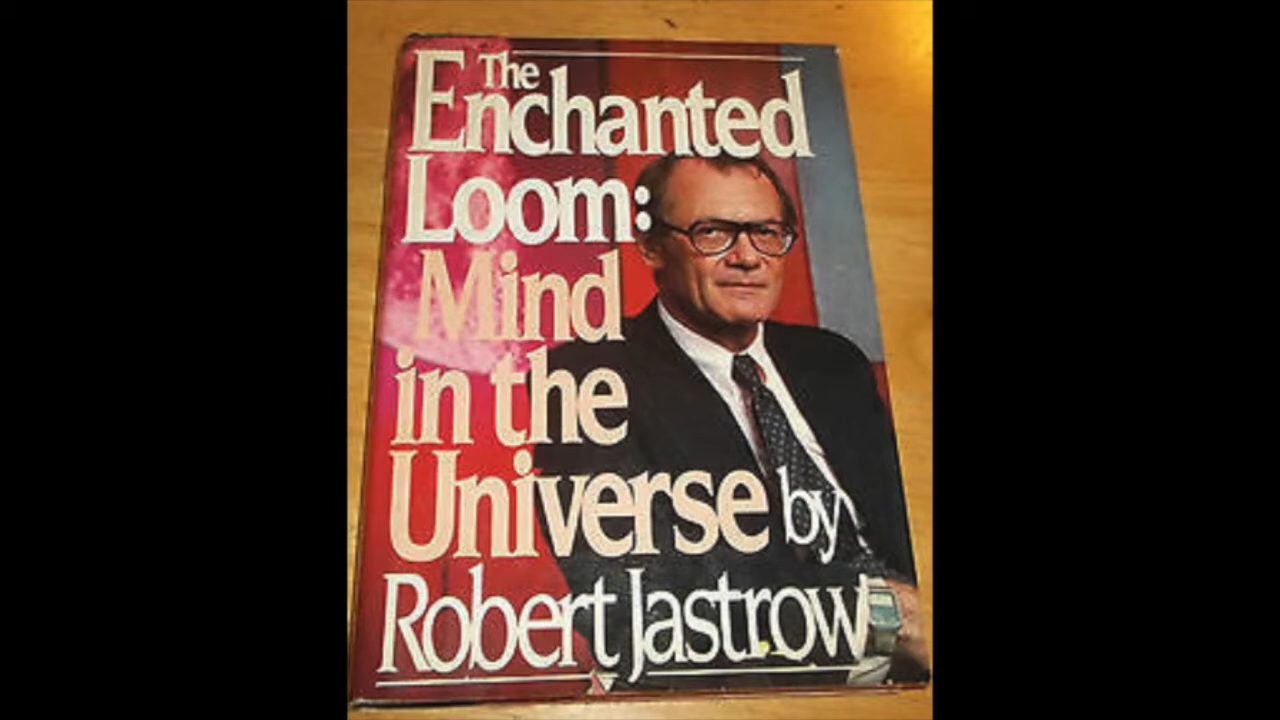 The
Enchanted
Loom:
Mind
in the
Universe by
Robert Jastrow